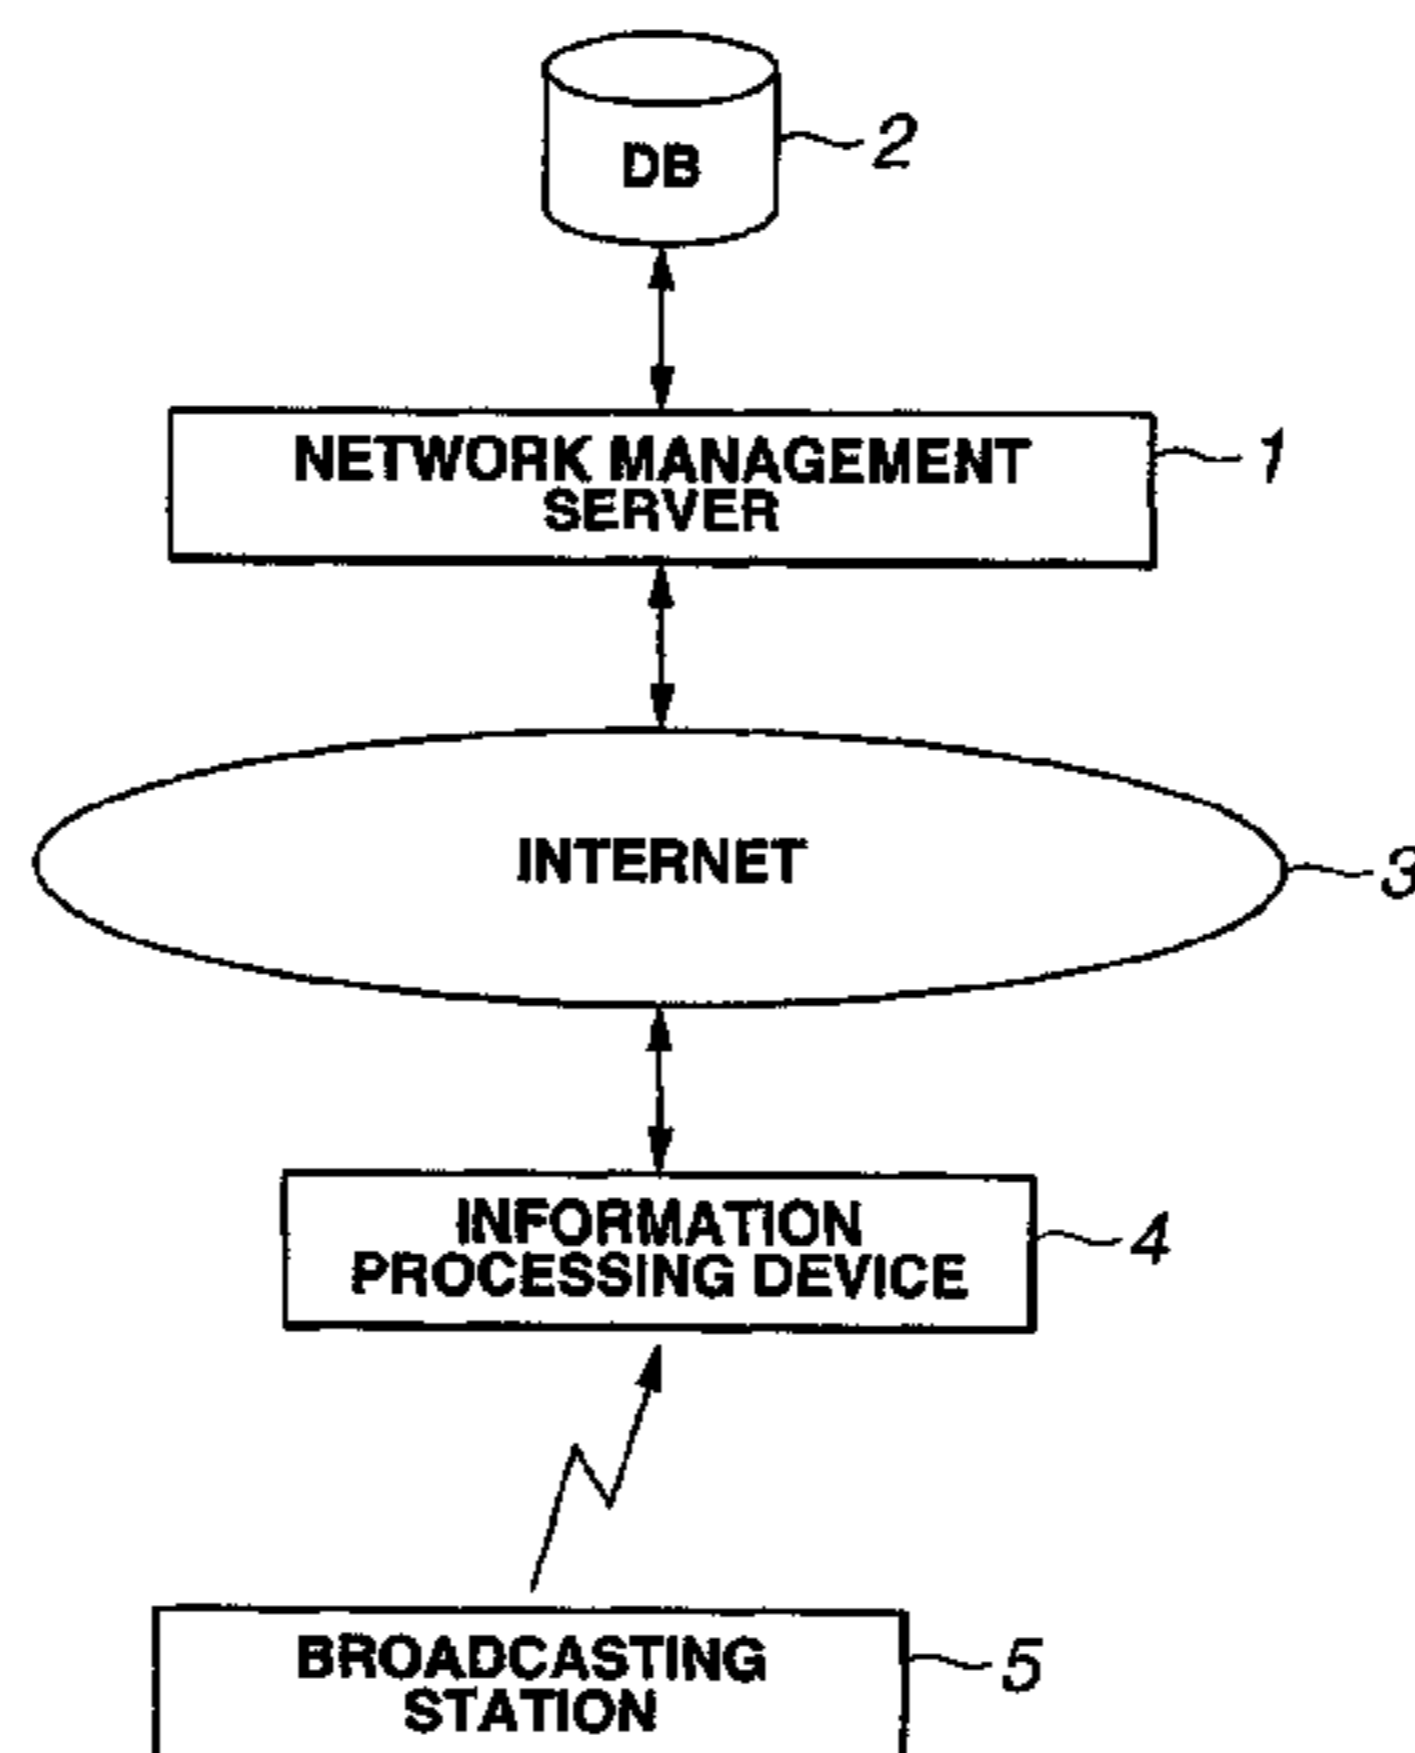 DB
2
NETWORK MANAGEMENT
SERVER
1
INTERNET
3
INFORMATION
PROCESSING DEVICE
4
BROADCASTING
STATION
5